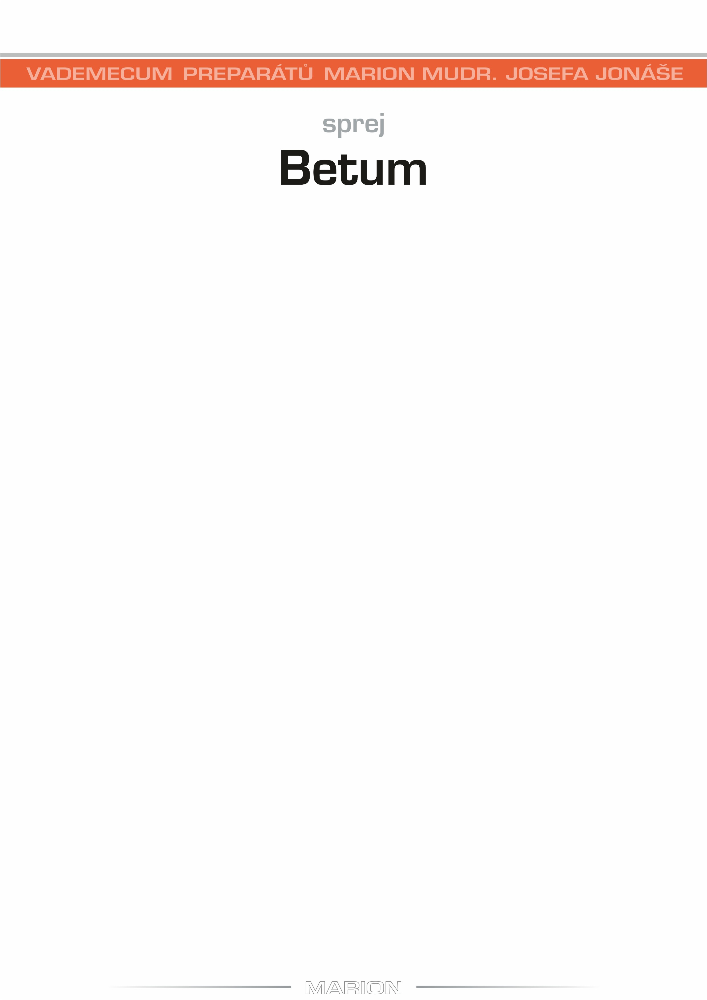 VADEMECUM PREPARÁTŮ MARION MUDR. JOSEFA JONÁŠE
sprej
Betum
MARION